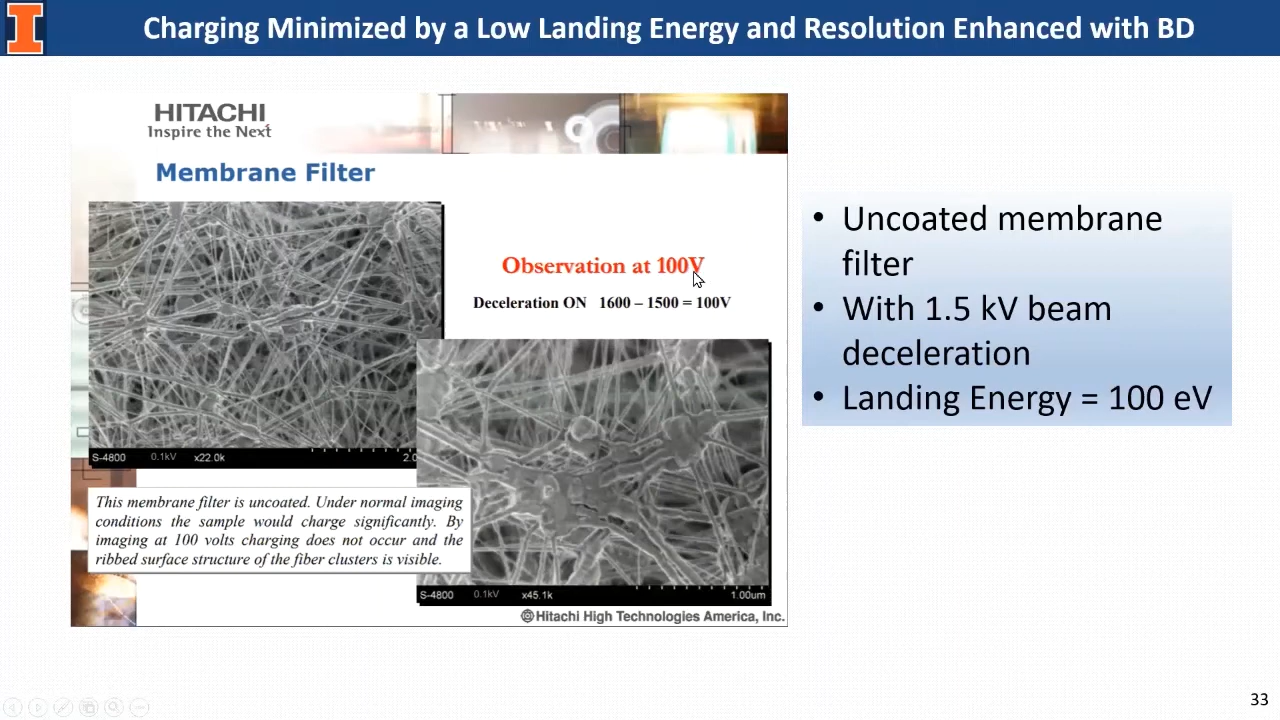 Charging Minimized by a Low Landing Energy and Resolution Enhanced with BD
HITACHI
Inspire the Next
Membrane Filter
Observation at 100V
Deceleration ON 1600 – 1500 = 100V
S-4800 0.1kV x22.0k 2.0
This membrane filter is uncoated. Under normal imaging
conditions the sample would charge significantly. By
imaging at 100 volts charging does not occur and the
ribbed surface structure of the fiber clusters is visible.
S-4800 0.1kV x45.1k 1.00um
Hitachi High Technologies America, Inc.
• Uncoated membrane
filter
• With 1.5 kV beam
deceleration
• Landing Energy = 100 eV
33